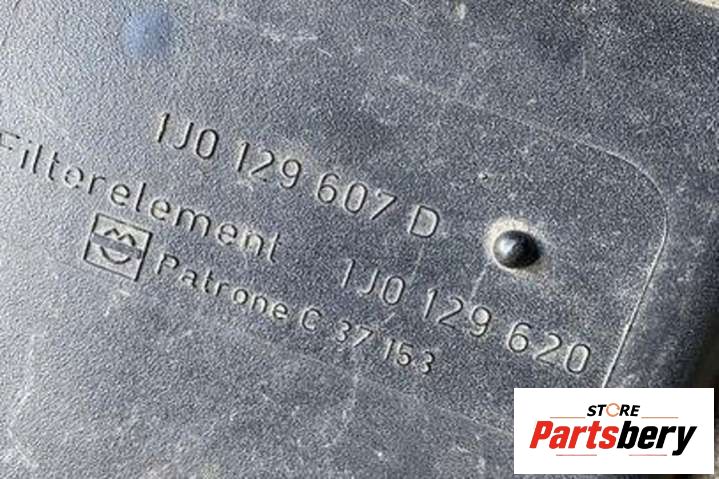 1J0 129 607 D
Filterelement 1J0 129 620
Patrone C 37 153
STORE
Partsbery